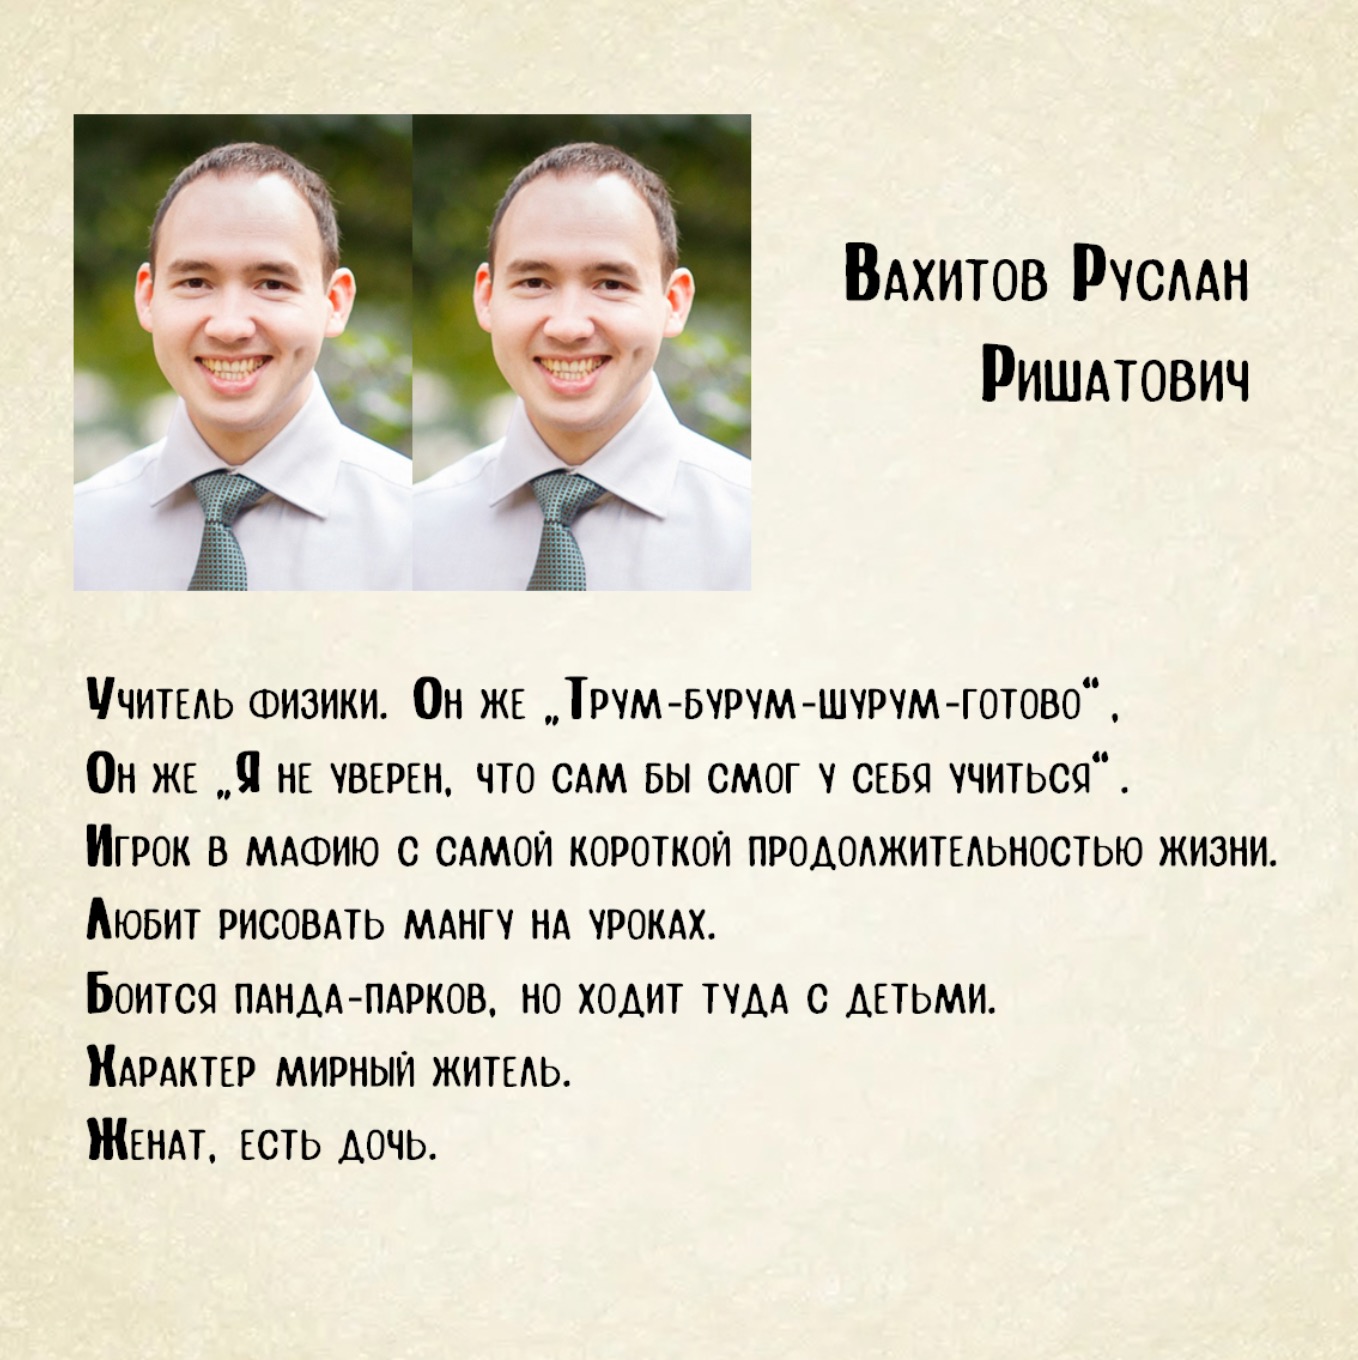 Вахитов Руслан
Ришатович
Учитель физики. Он же „Трум-бурум-шурум-готово“,
Он же „Я не уверен, что сам бы смог у себя учиться“.
Игрок в мафию с самой короткой продолжительностью жизни.
Любит рисовать мангу на уроках.
Боится панда-парков, но ходит туда с детьми.
Характер мирный житель.
Женат, есть дочь.